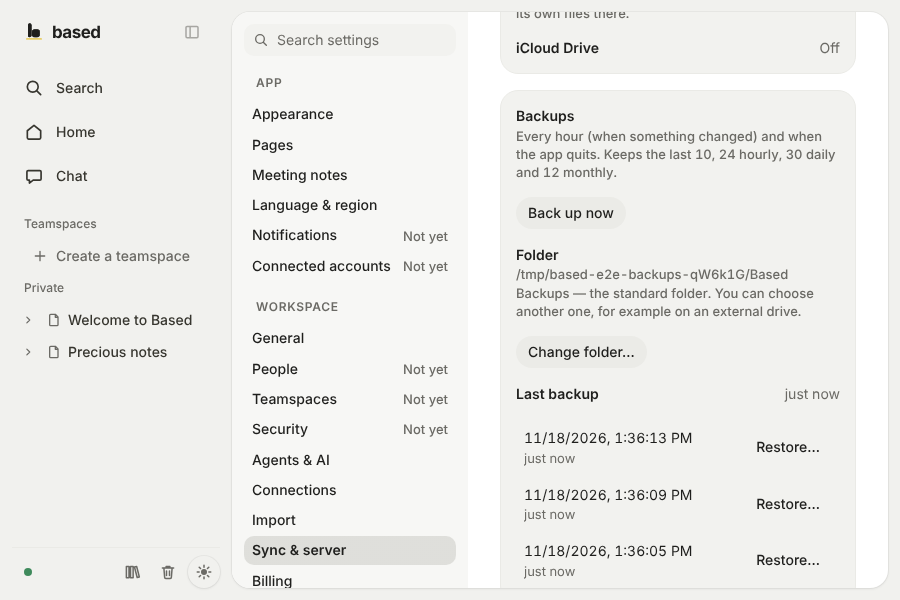 based
Search
Home
Chat
Teamspaces
Create a teamspace
Private
Welcome to Based
Precious notes
Search settings
APP
Appearance
Pages
Meeting notes
Language & region
Notifications Not yet
Connected accounts Not yet
WORKSPACE
General
People Not yet
Teamspaces Not yet
Security Not yet
Agents & AI
Connections
Import
Sync & server
Billing
its own files there.
iCloud Drive Off
Backups
Every hour (when something changed) and when
the app quits. Keeps the last 10, 24 hourly, 30 daily
and 12 monthly.
Back up now
Folder
/tmp/based-e2e-backups-qW6k1G/Based
Backups — the standard folder. You can choose
another one, for example on an external drive.
Change folder...
Last backup just now
11/18/2026, 1:36:13 PM
just now
Restore...
11/18/2026, 1:36:09 PM
just now
Restore...
11/18/2026, 1:36:05 PM
just now
Restore...